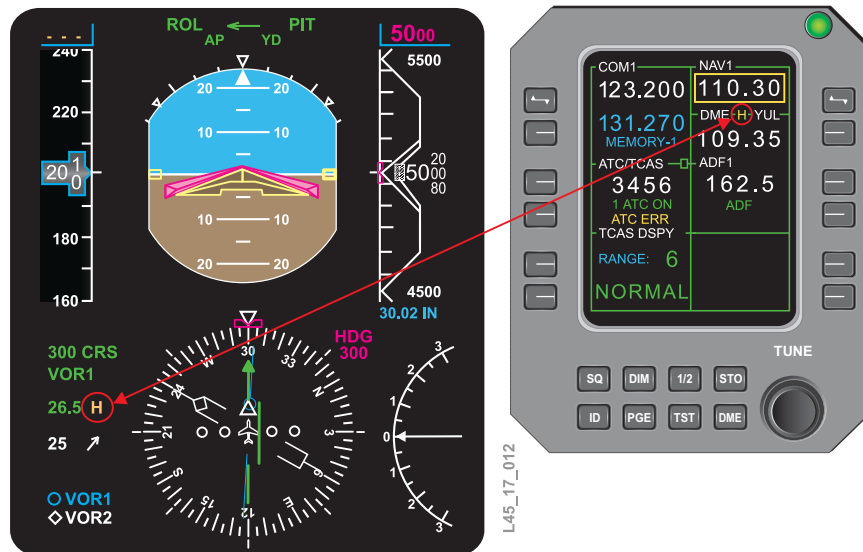 - - -
ROL ← PIT
AP YD
5000
240
220
20 1 0
180
160
20 20
10 10
10 10
20 20
5500
20
5000
80
4500
30.02 IN
300 CRS
VOR1
26.5 H
25
VOR1
VOR2
HDG
300
30
33
N
3
6
E
12
15
S
21
24
W
3
2
1
0
1
2
3
COM1
123.200
131.270
MEMORY-1
NAV1
110.30
DME H YUL
109.35
ATC/TCAS
3456
1 ATC ON
ATC ERR
ADF1
162.5
ADF
TCAS DSPY
RANGE: 6
NORMAL
TUNE
SQ DIM 1/2 STO
ID PGE TST DME
L45_17_012